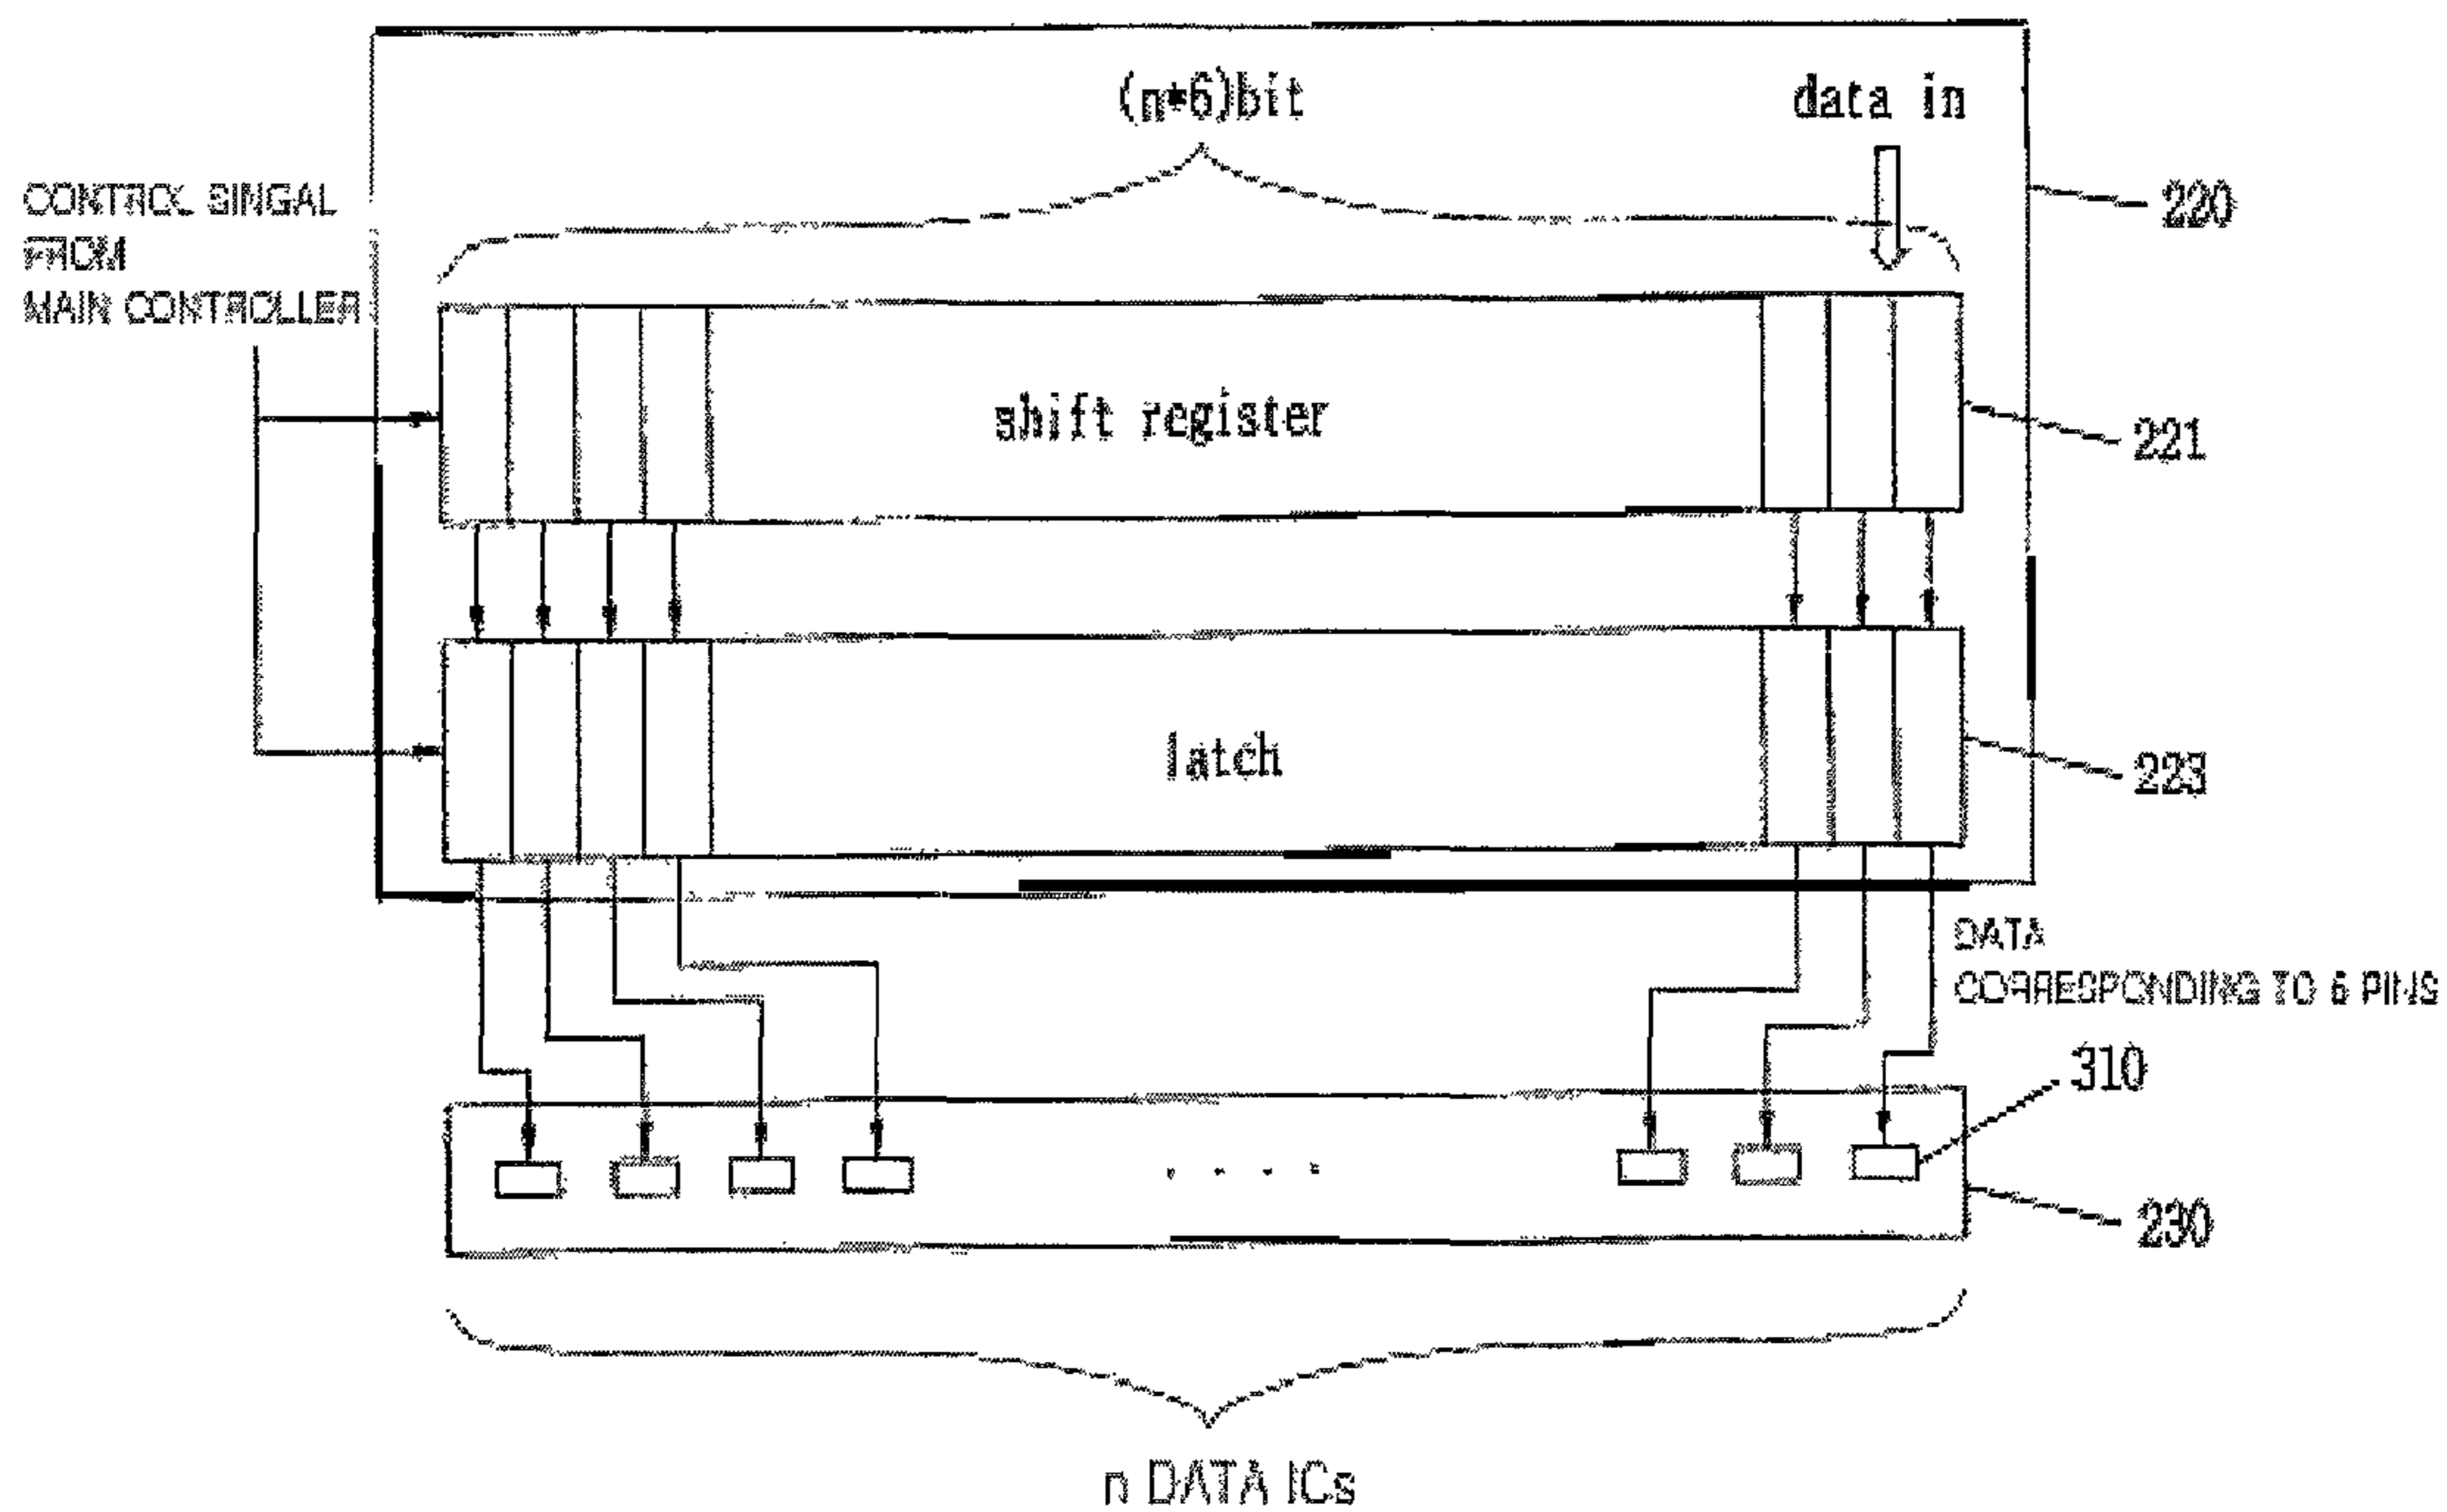 (n*6)bit
data in
CONTROL SINGAL
FROM
MAIN CONTROLLER
220
shift register
221
latch
223
DATA
CORRESPONDING TO 6 PINS
310
. . . .
230
n DATA ICs